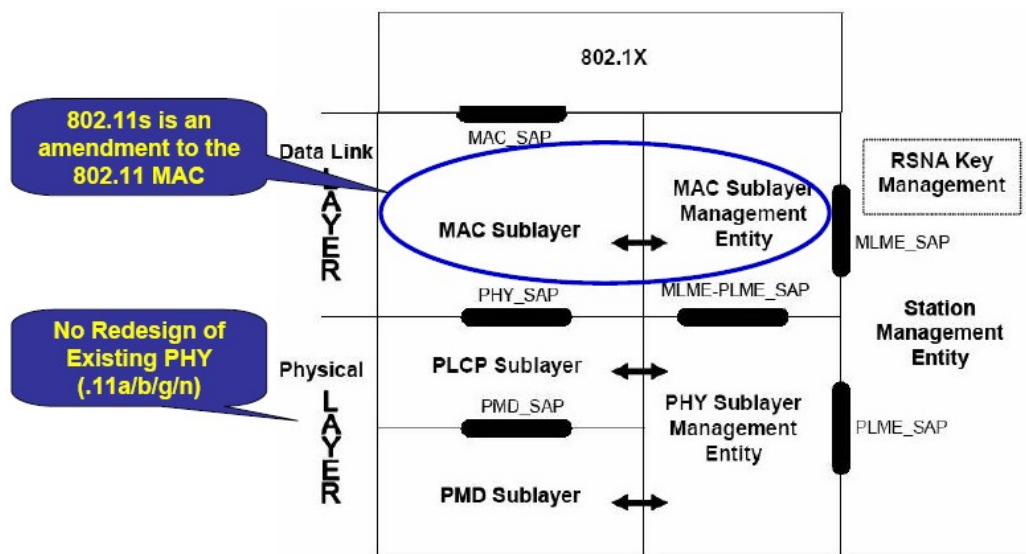 802.1X
802.11s is an
amendment to the
802.11 MAC
MAC_SAP
Data Link
LAYER
RSNA Key
Management
MAC Sublayer
MAC Sublayer
Management
Entity
MLME_SAP
PHY_SAP
MLME-PLME_SAP
Station
Management
Entity
No Redesign of
Existing PHY
(.11a/b/g/n)
Physical
LAYER
PLCP Sublayer
PMD_SAP
PHY Sublayer
Management
Entity
PLME_SAP
PMD Sublayer